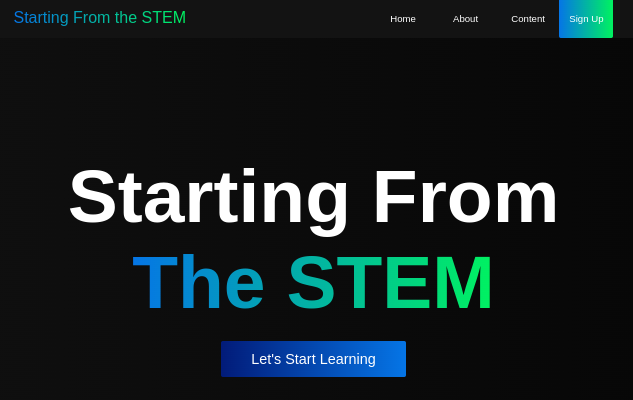 Starting From the STEM
Home About Content Sign Up
Starting From
The STEM
Let's Start Learning